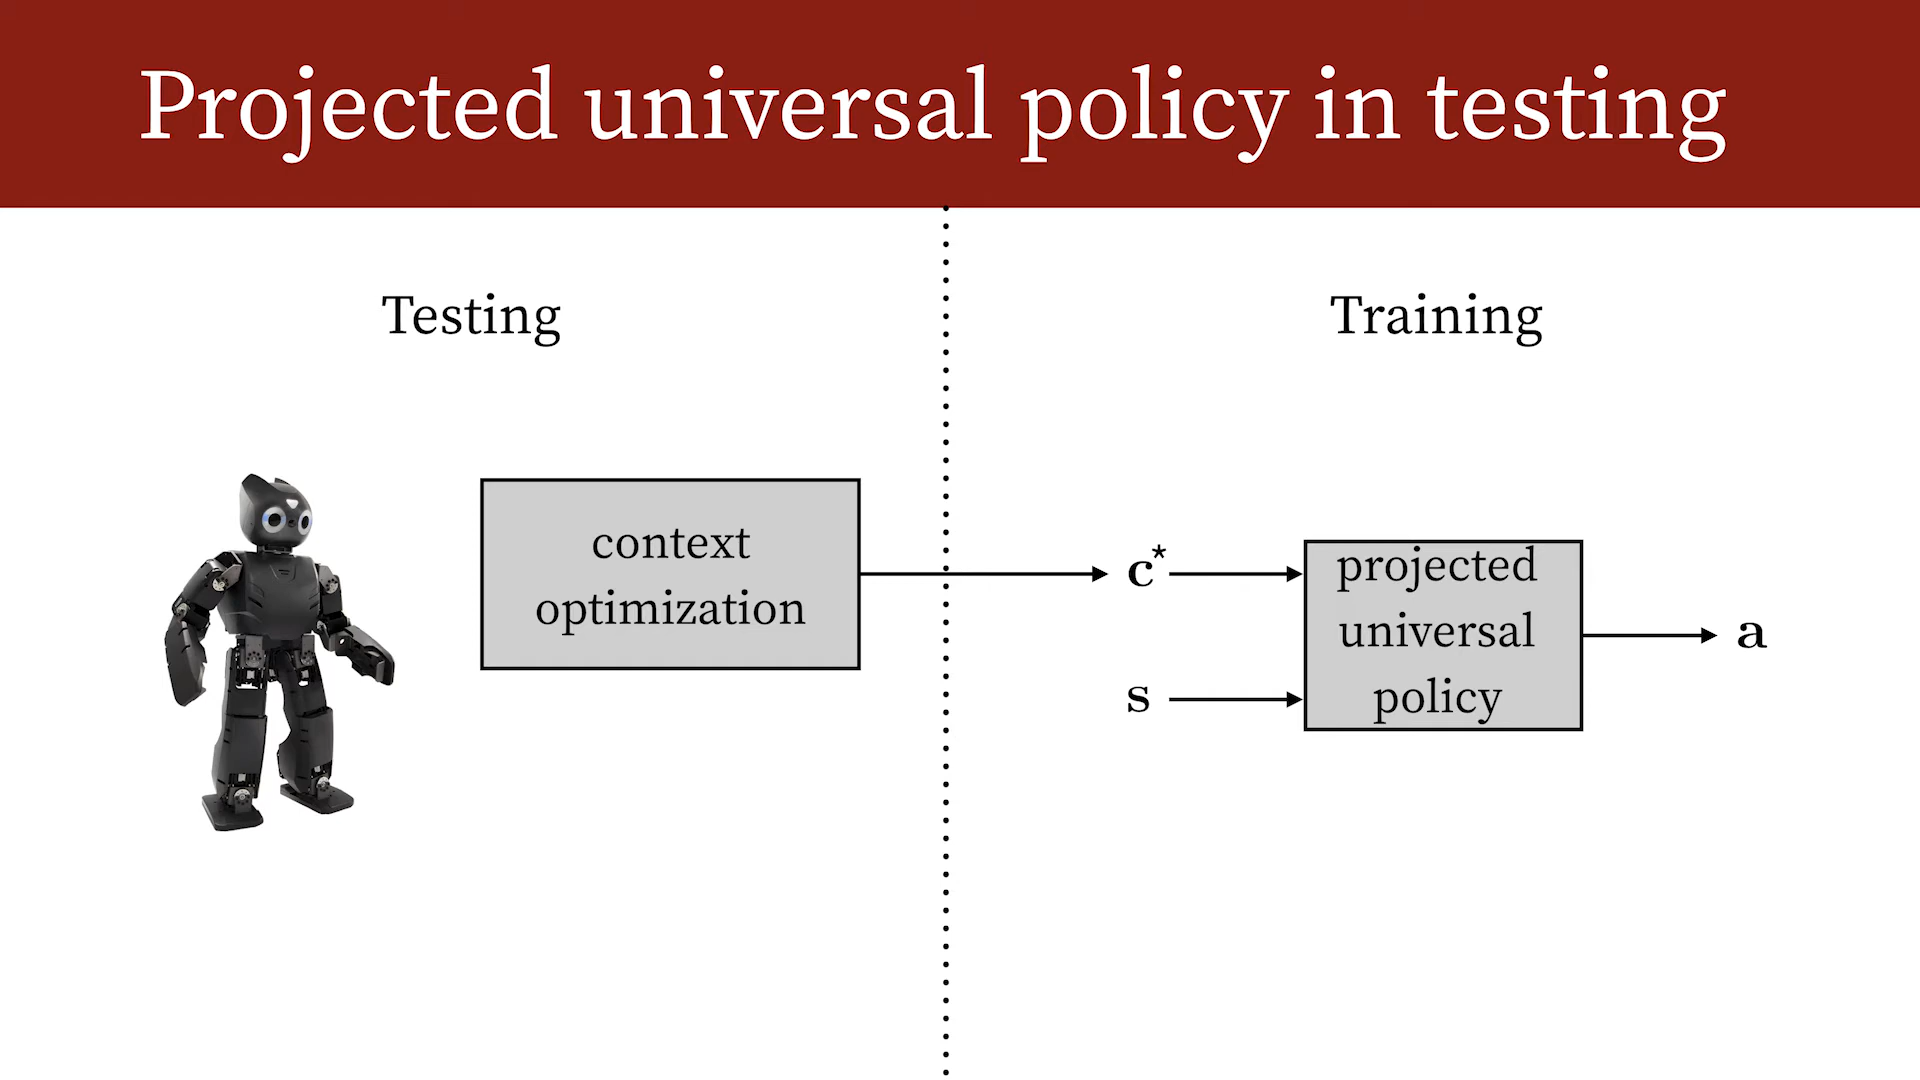 Projected universal policy in testing
Testing
Training
context
optimization
c*
s
projected
universal
policy
a